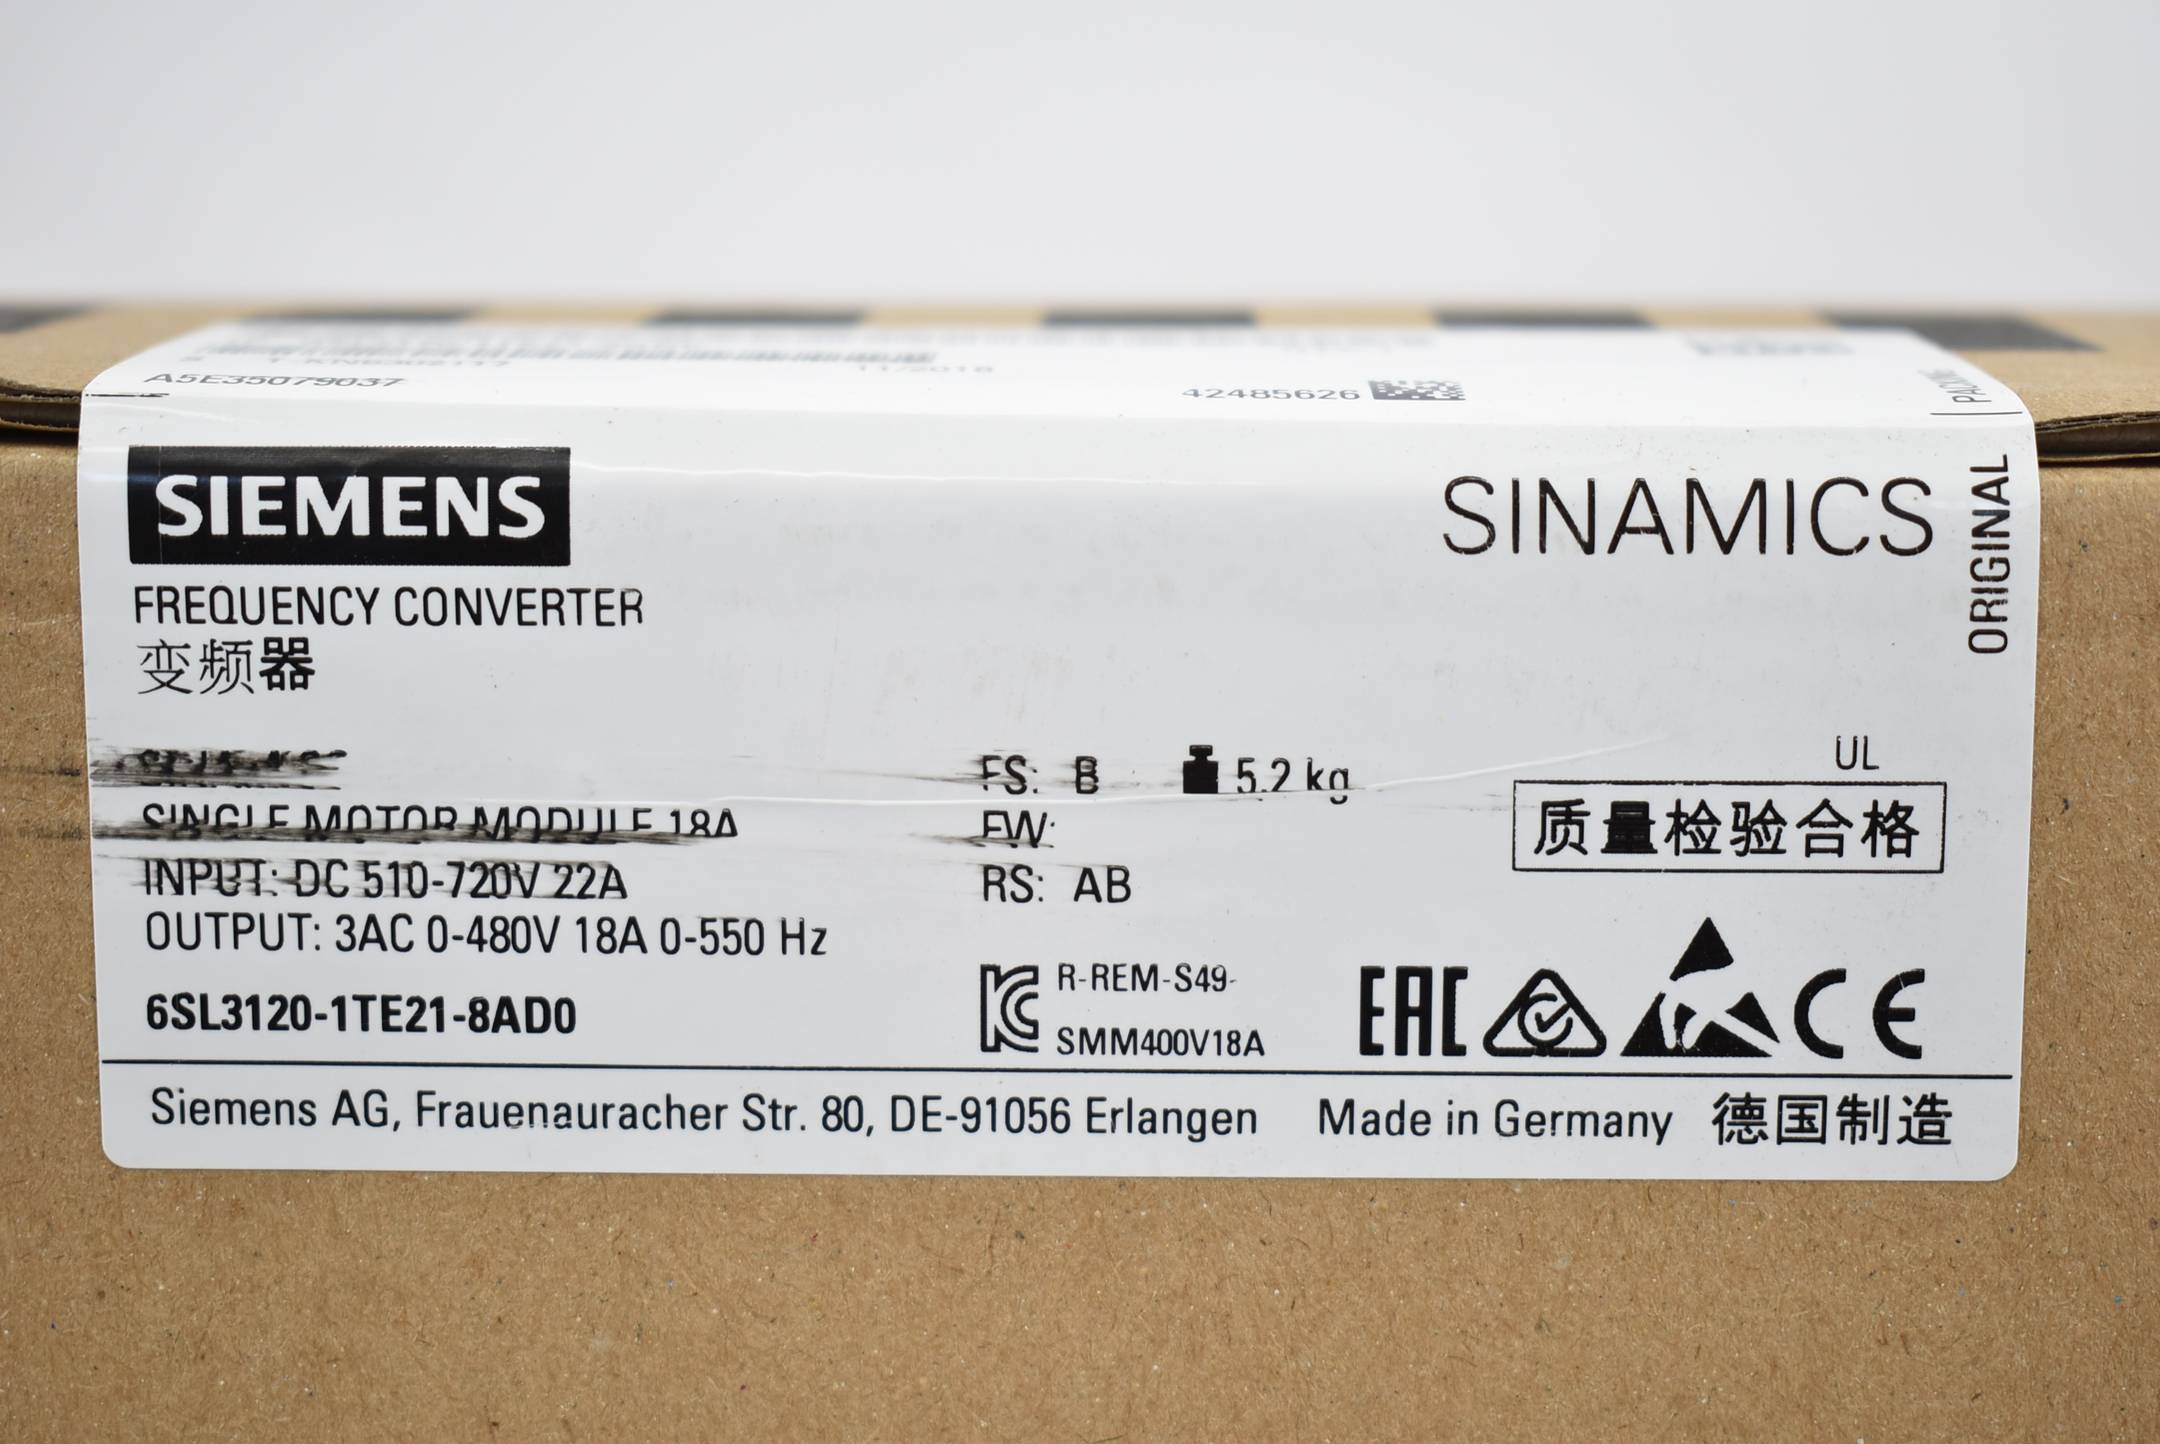 A5E35079037
42485626
SIEMENS
SINAMICS
ORIGINAL
FREQUENCY CONVERTER
变频器
FS: B 5.2 kg
UL
SINGLE MOTOR MODULE 18A
FW:
质量检验合格
INPUT: DC 510-720V 22A
RS: AB
OUTPUT: 3AC 0-480V 18A 0-550 Hz
R-REM-S49-
SMM400V18A
EAC
CE
6SL3120-1TE21-8AD0
Siemens AG, Frauenauracher Str. 80, DE-91056 Erlangen Made in Germany 德国制造